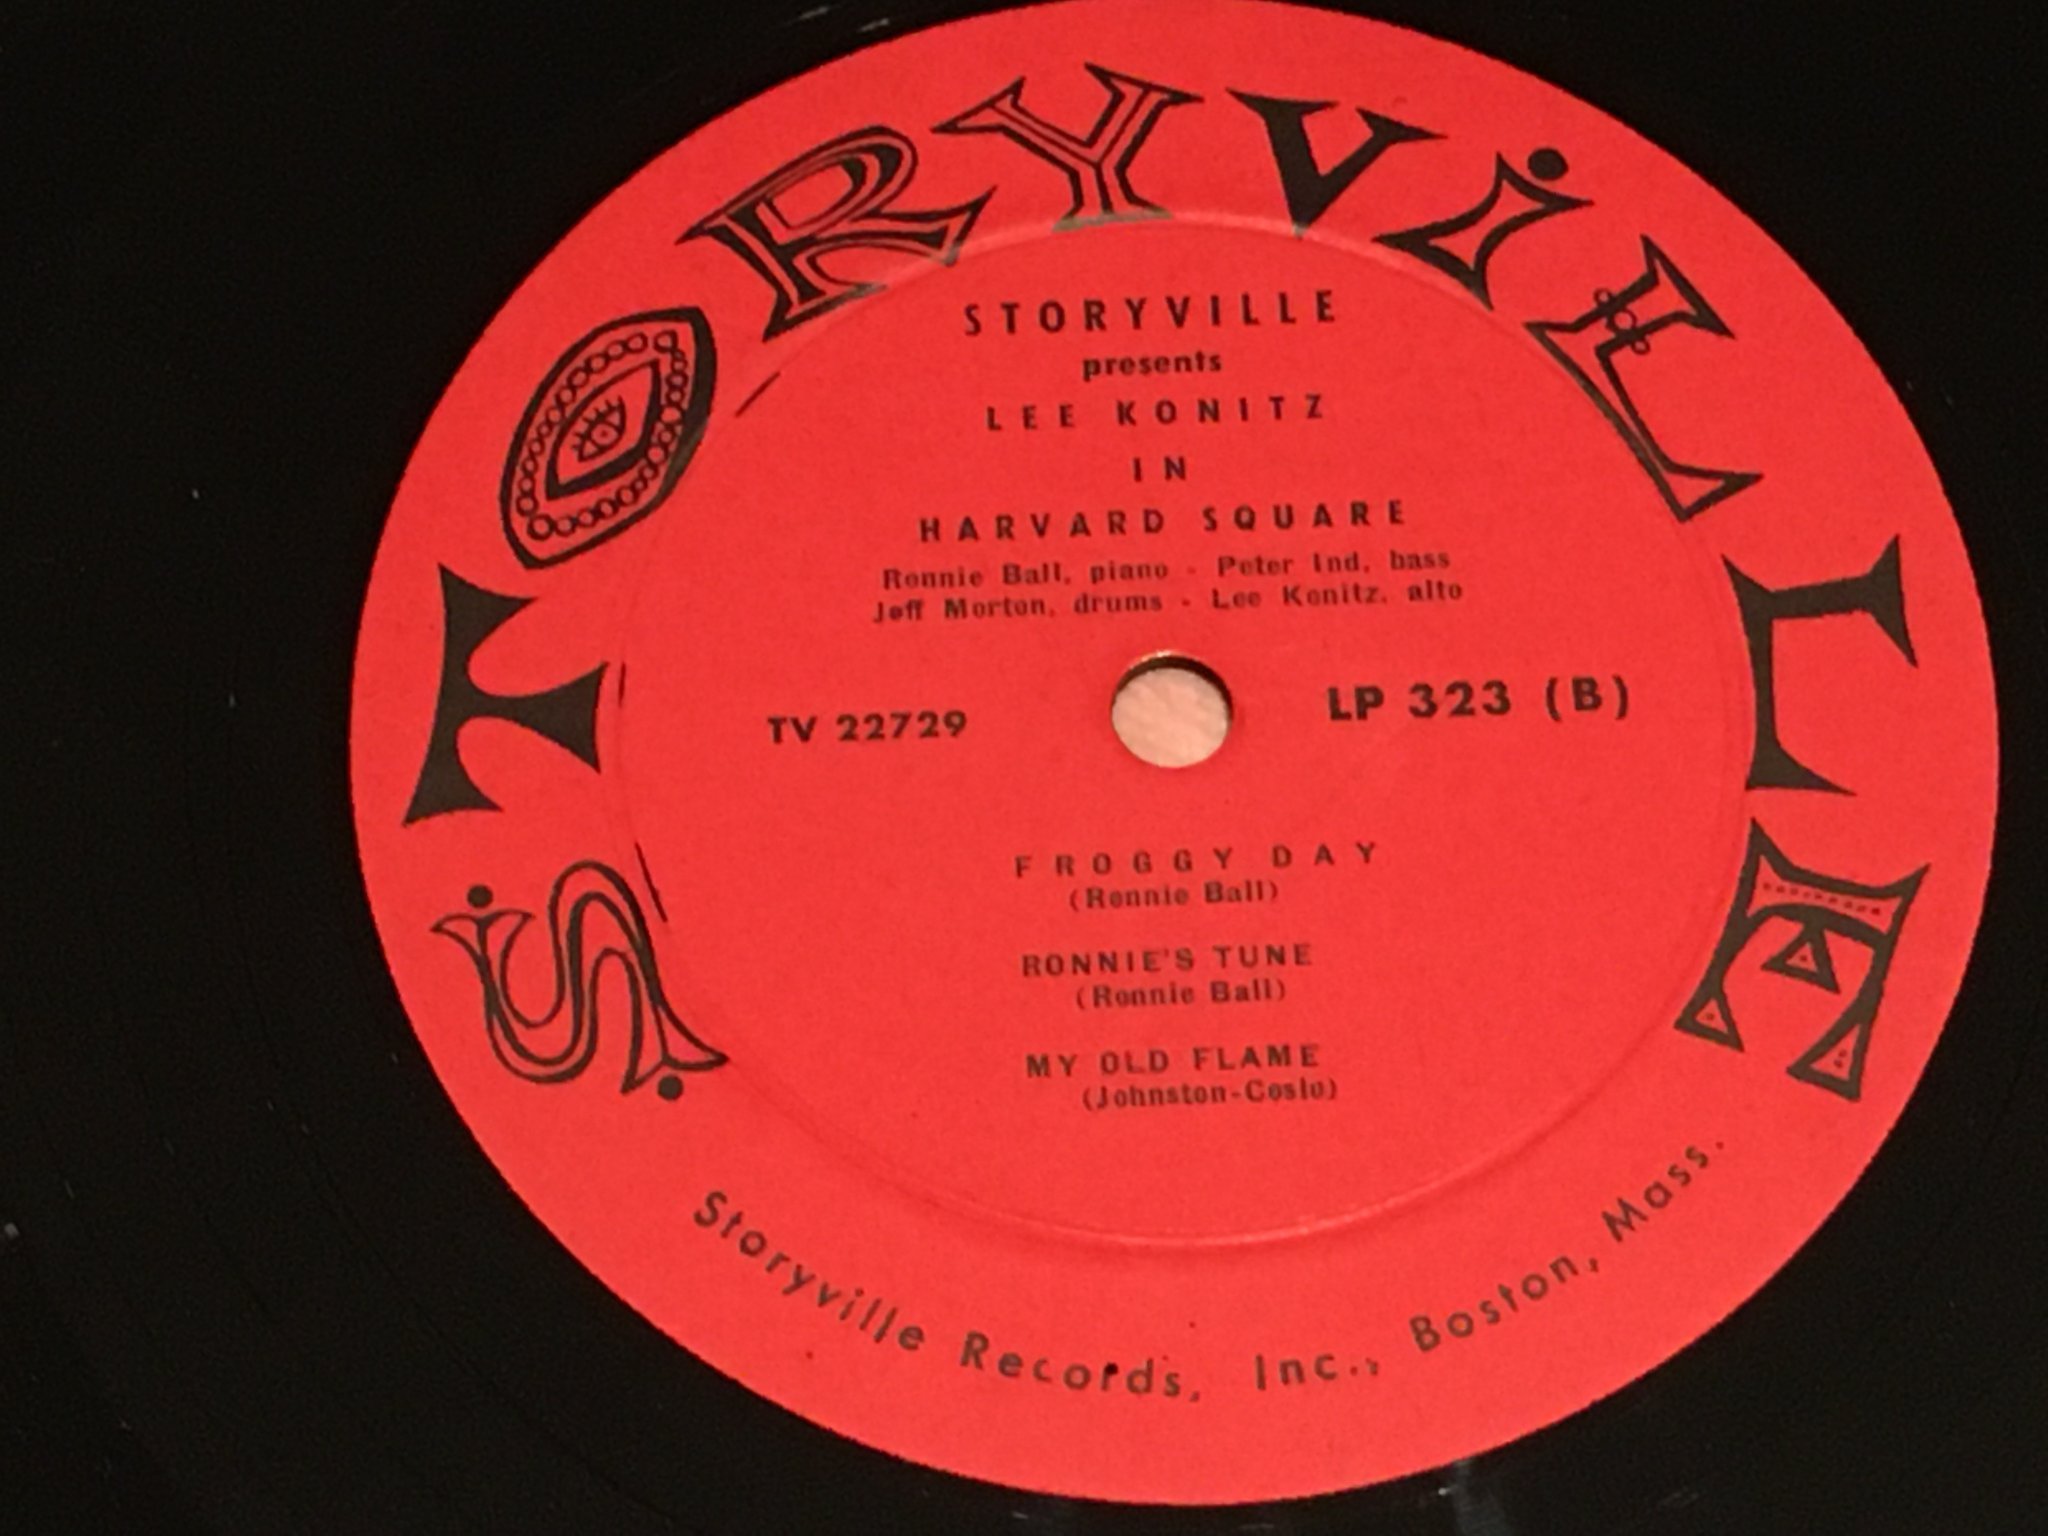 STORYViLLE
STORYVILLE
presents
LEE KONITZ
IN
HARVARD SQUARE
Ronnie Ball, piano - Peter Ind, bass
Jeff Morton, drums - Lee Konitz, alto
TV 22729
LP 323 (B)
FROGGY DAY
(Ronnie Ball)
RONNIE'S TUNE
(Ronnie Ball)
MY OLD FLAME
(Johnston-Coslo)
Storyville Records, Inc., Boston, Mass.